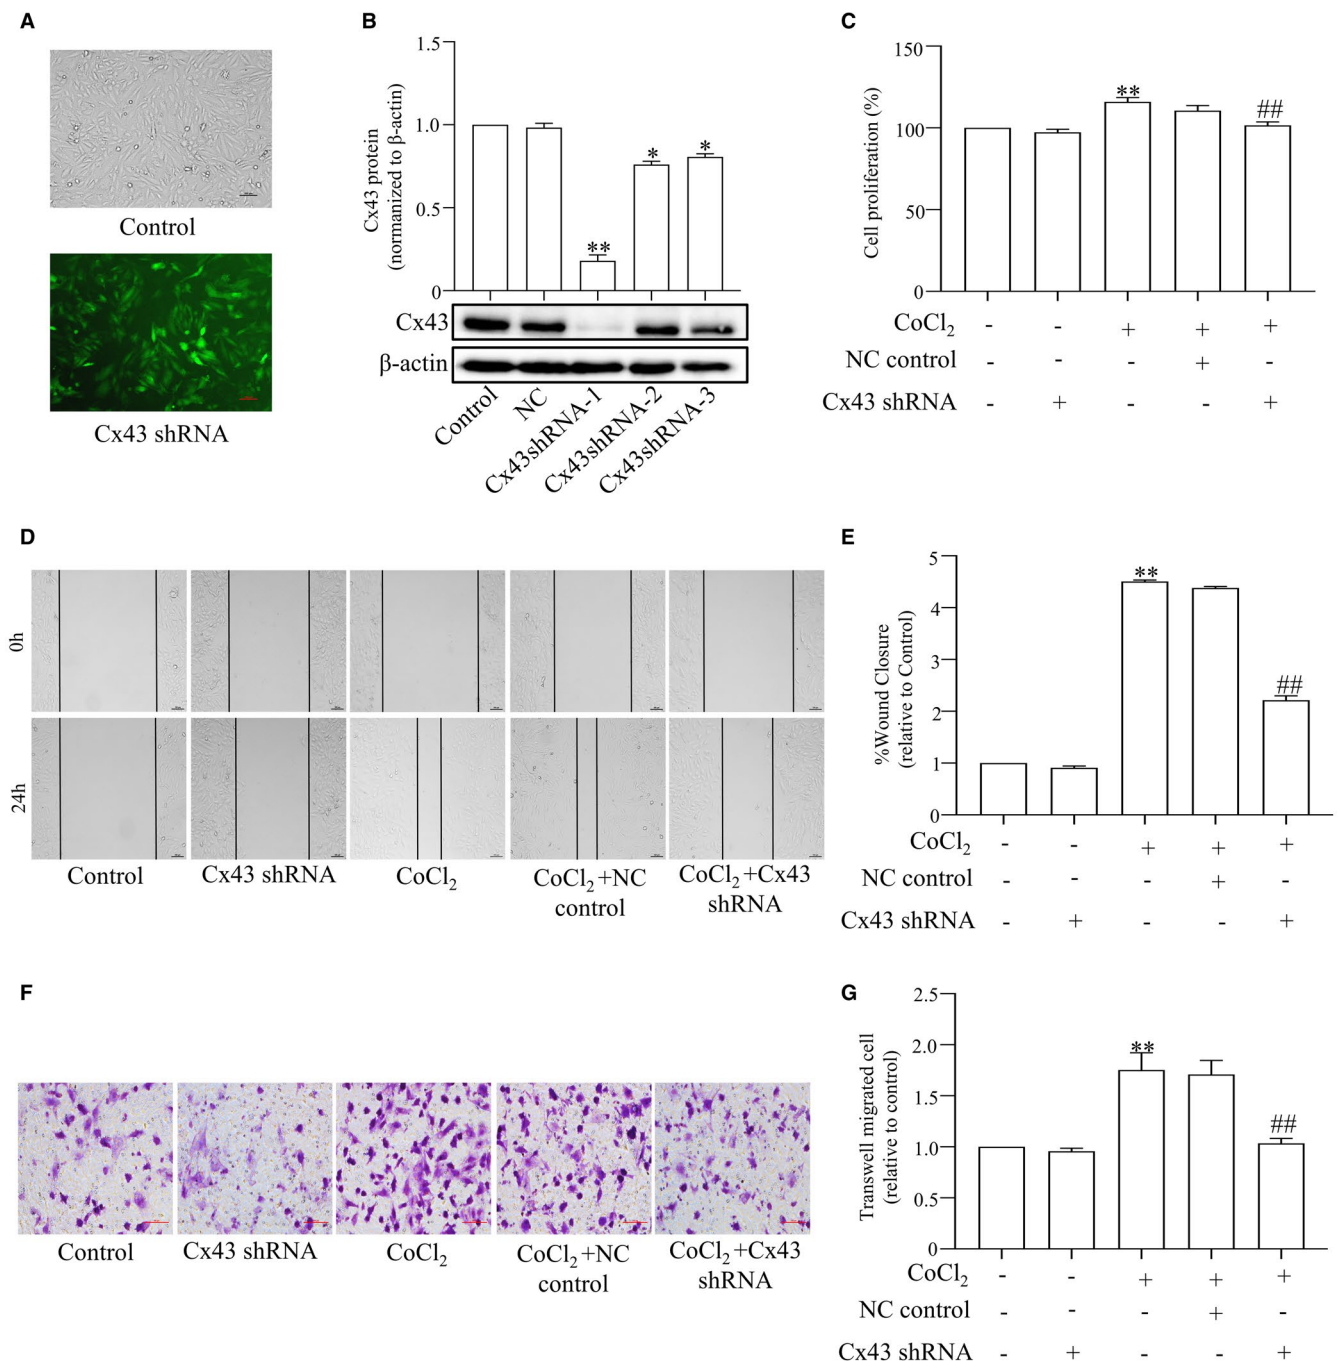 A
Control
Cx43 shRNA
B
Cx43 protein
(normanized to β-actin)
1.5
1.0
0.5
0
**
*
*
Cx43
β-actin
Control
NC
Cx43shRNA-1
Cx43shRNA-2
Cx43shRNA-3
C
Cell proliferation (%)
150
100
50
0
**
##
CoCl₂ - - + + +
NC control - - - + -
Cx43 shRNA - + - - +
D
0h
24h
Control
Cx43 shRNA
CoCl₂
CoCl₂+NC
control
CoCl₂+Cx43
shRNA
E
%Wound Closure
(relative to Control)
5
4
3
2
1
0
**
##
CoCl₂ - - + + +
NC control - - - + -
Cx43 shRNA - + - - +
F
Control
Cx43 shRNA
CoCl₂
CoCl₂+NC
control
CoCl₂+Cx43
shRNA
G
Transwell migrated cell
(relative to control)
2.5
2.0
1.5
1.0
0.5
0
**
##
CoCl₂ - - + + +
NC control - - - + -
Cx43 shRNA - + - - +